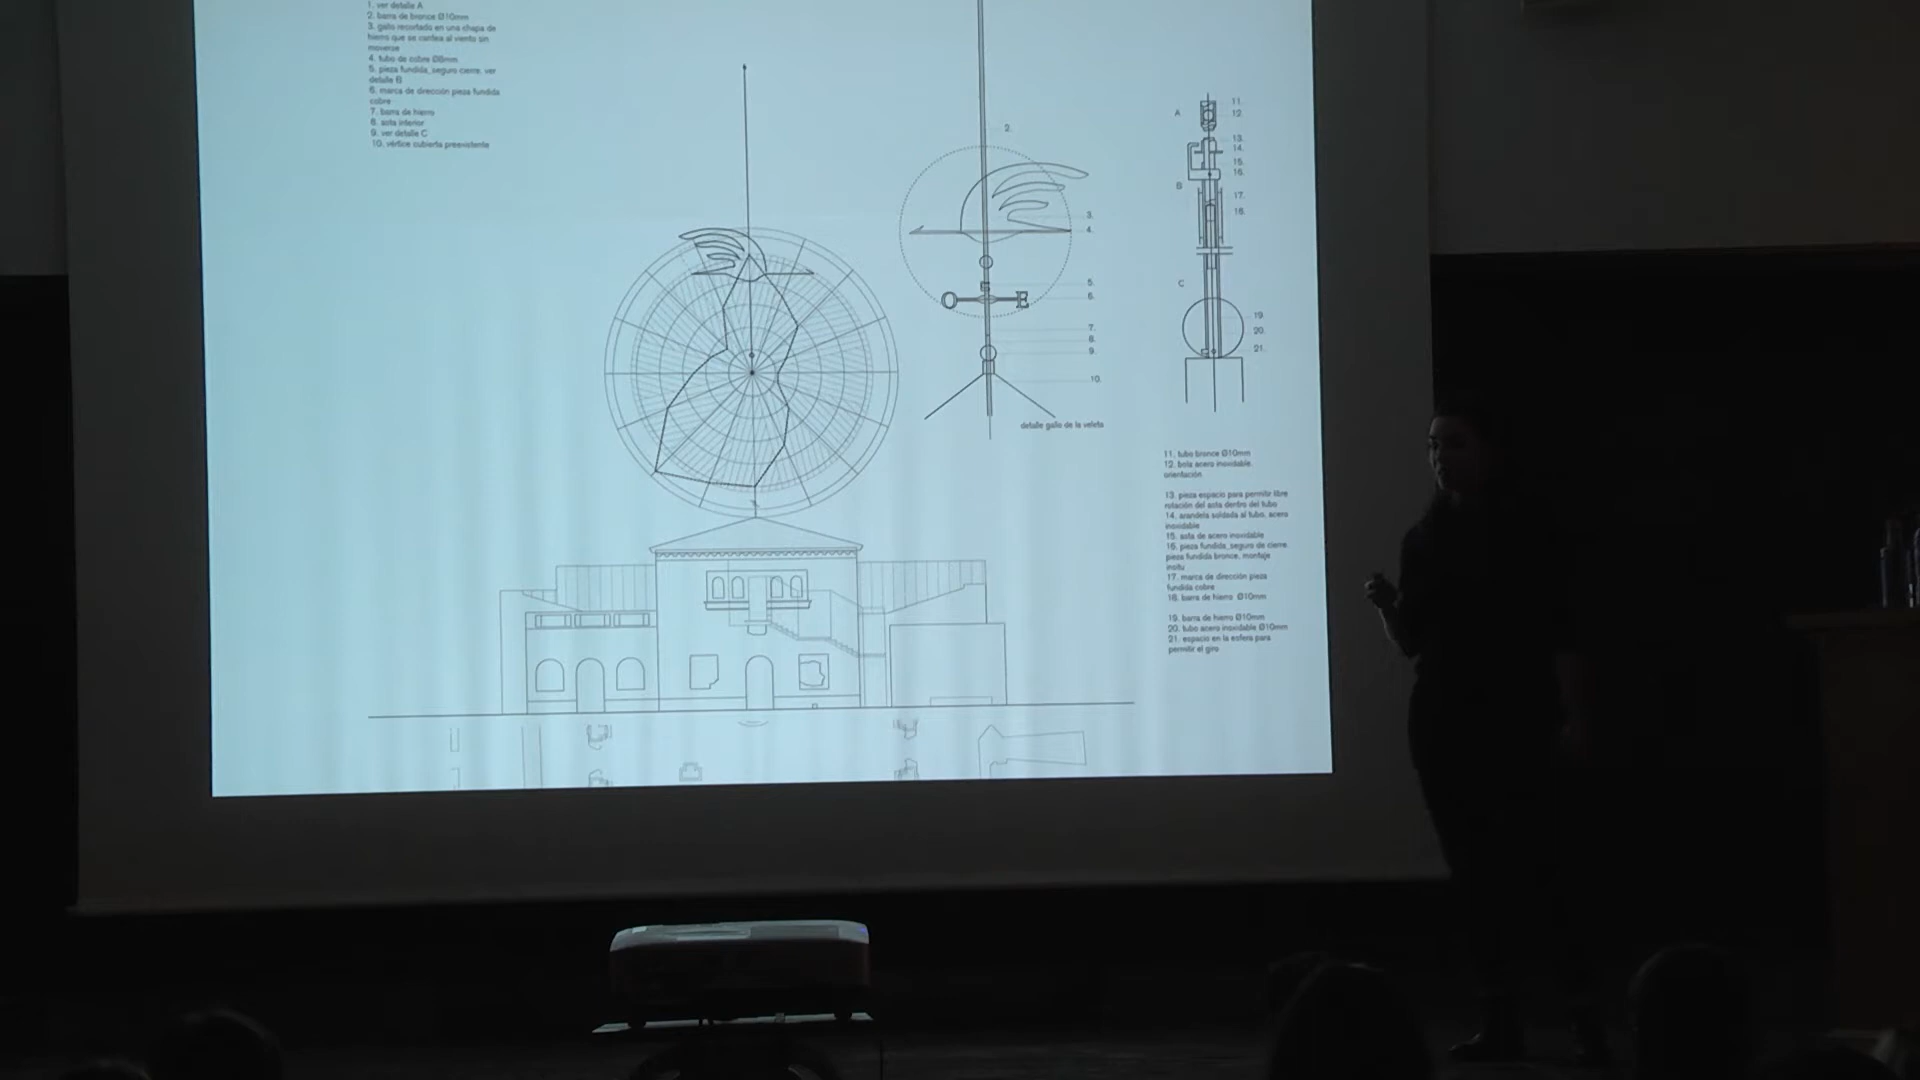 1. ver detalle A
2. barra de bronce Ø10mm
3. gallo recortado en una chapa de
hierro que se cantea al viento sin
moverse
4. tubo de cobre Ø8mm
5. pieza fundida_seguro cierre. ver
detalle B
6. marca de dirección pieza fundida
cobre
7. barra de hierro
8. asta interior
9. ver detalle C
10. vértice cubierta preexistente
2.
3.
4.
5.
O E
6.
7.
8.
9.
10.
detalle gallo de la veleta
A
11.
12.
13.
14.
15.
16.
B
17.
18.
C
19.
20.
21.
11. tubo bronce Ø10mm
12. bola acero inoxidable.
orientación
13. pieza espacio para permitir libre
rotación del asta dentro del tubo
14. arandela soldada al tubo. acero
inoxidable
15. asta de acero inoxidable
16. pieza fundida_seguro de cierre.
pieza fundida bronce. montaje
insitu
17. marca de dirección pieza
fundida cobre
18. barra de hierro Ø10mm
19. barra de hierro Ø10mm
20. tubo acero inoxidable Ø10mm
21. espacio en la esfera para
permitir el giro